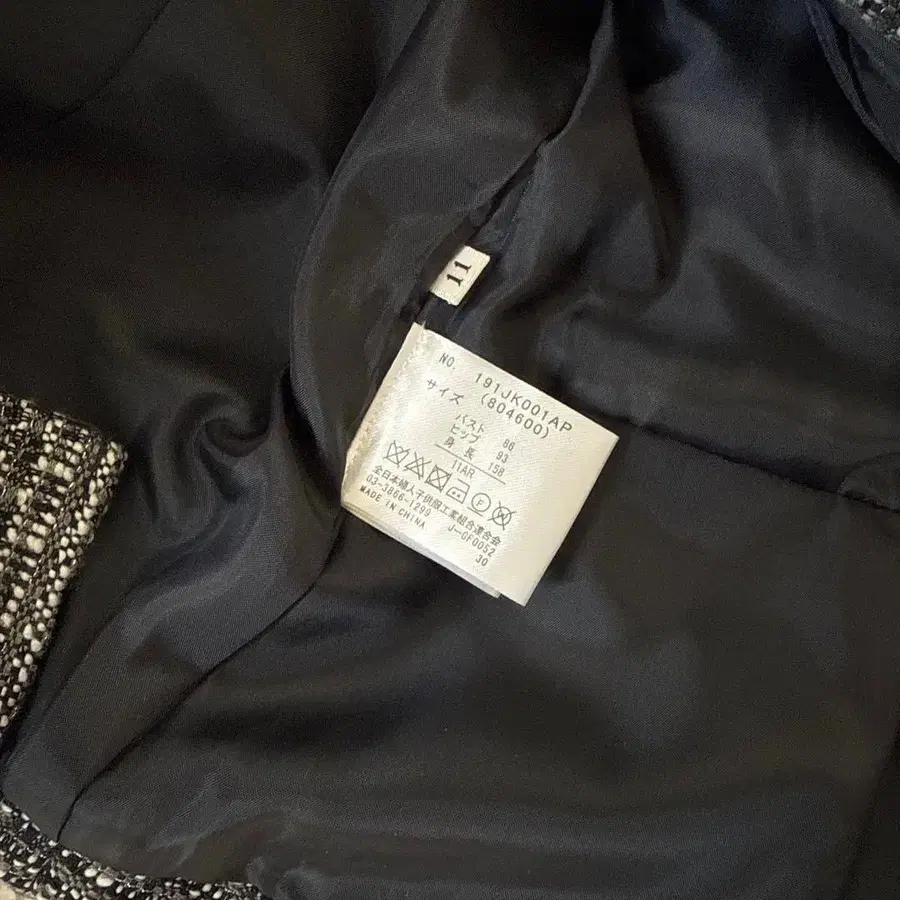 11
NO. 191JK001AP
(804600)
サイズ
バスト 86
ヒップ 93
身長 158
11AR
全日本婦人子供服工業組合連合会
03-3866-1299 J-GF0052
MADE IN CHINA 30